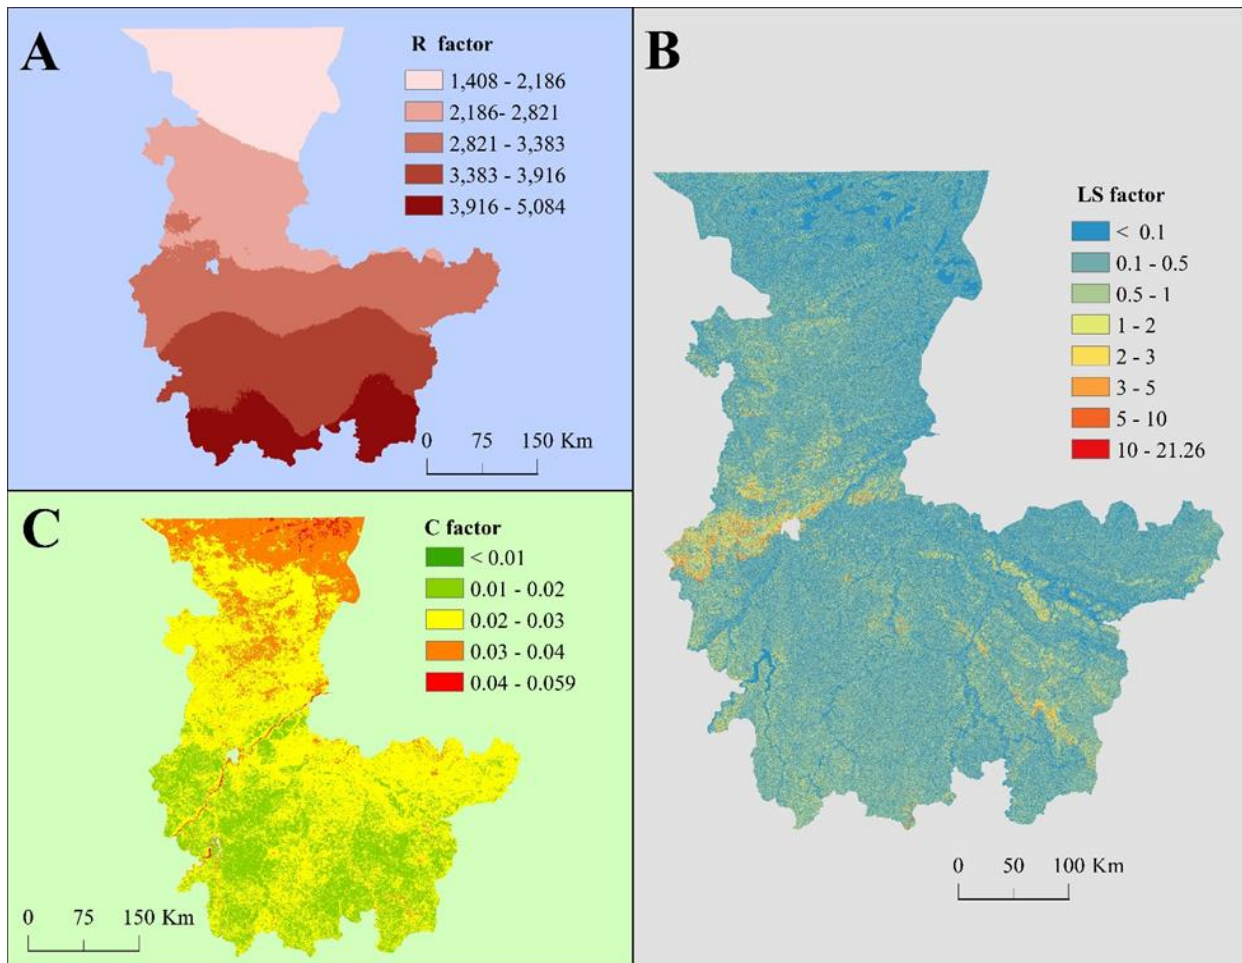 A
R factor
1,408 - 2,186
2,186- 2,821
2,821 - 3,383
3,383 - 3,916
3,916 - 5,084
0 75 150 Km
B
LS factor
< 0.1
0.1 - 0.5
0.5 - 1
1 - 2
2 - 3
3 - 5
5 - 10
10 - 21.26
0 50 100 Km
C
C factor
< 0.01
0.01 - 0.02
0.02 - 0.03
0.03 - 0.04
0.04 - 0.059
0 75 150 Km